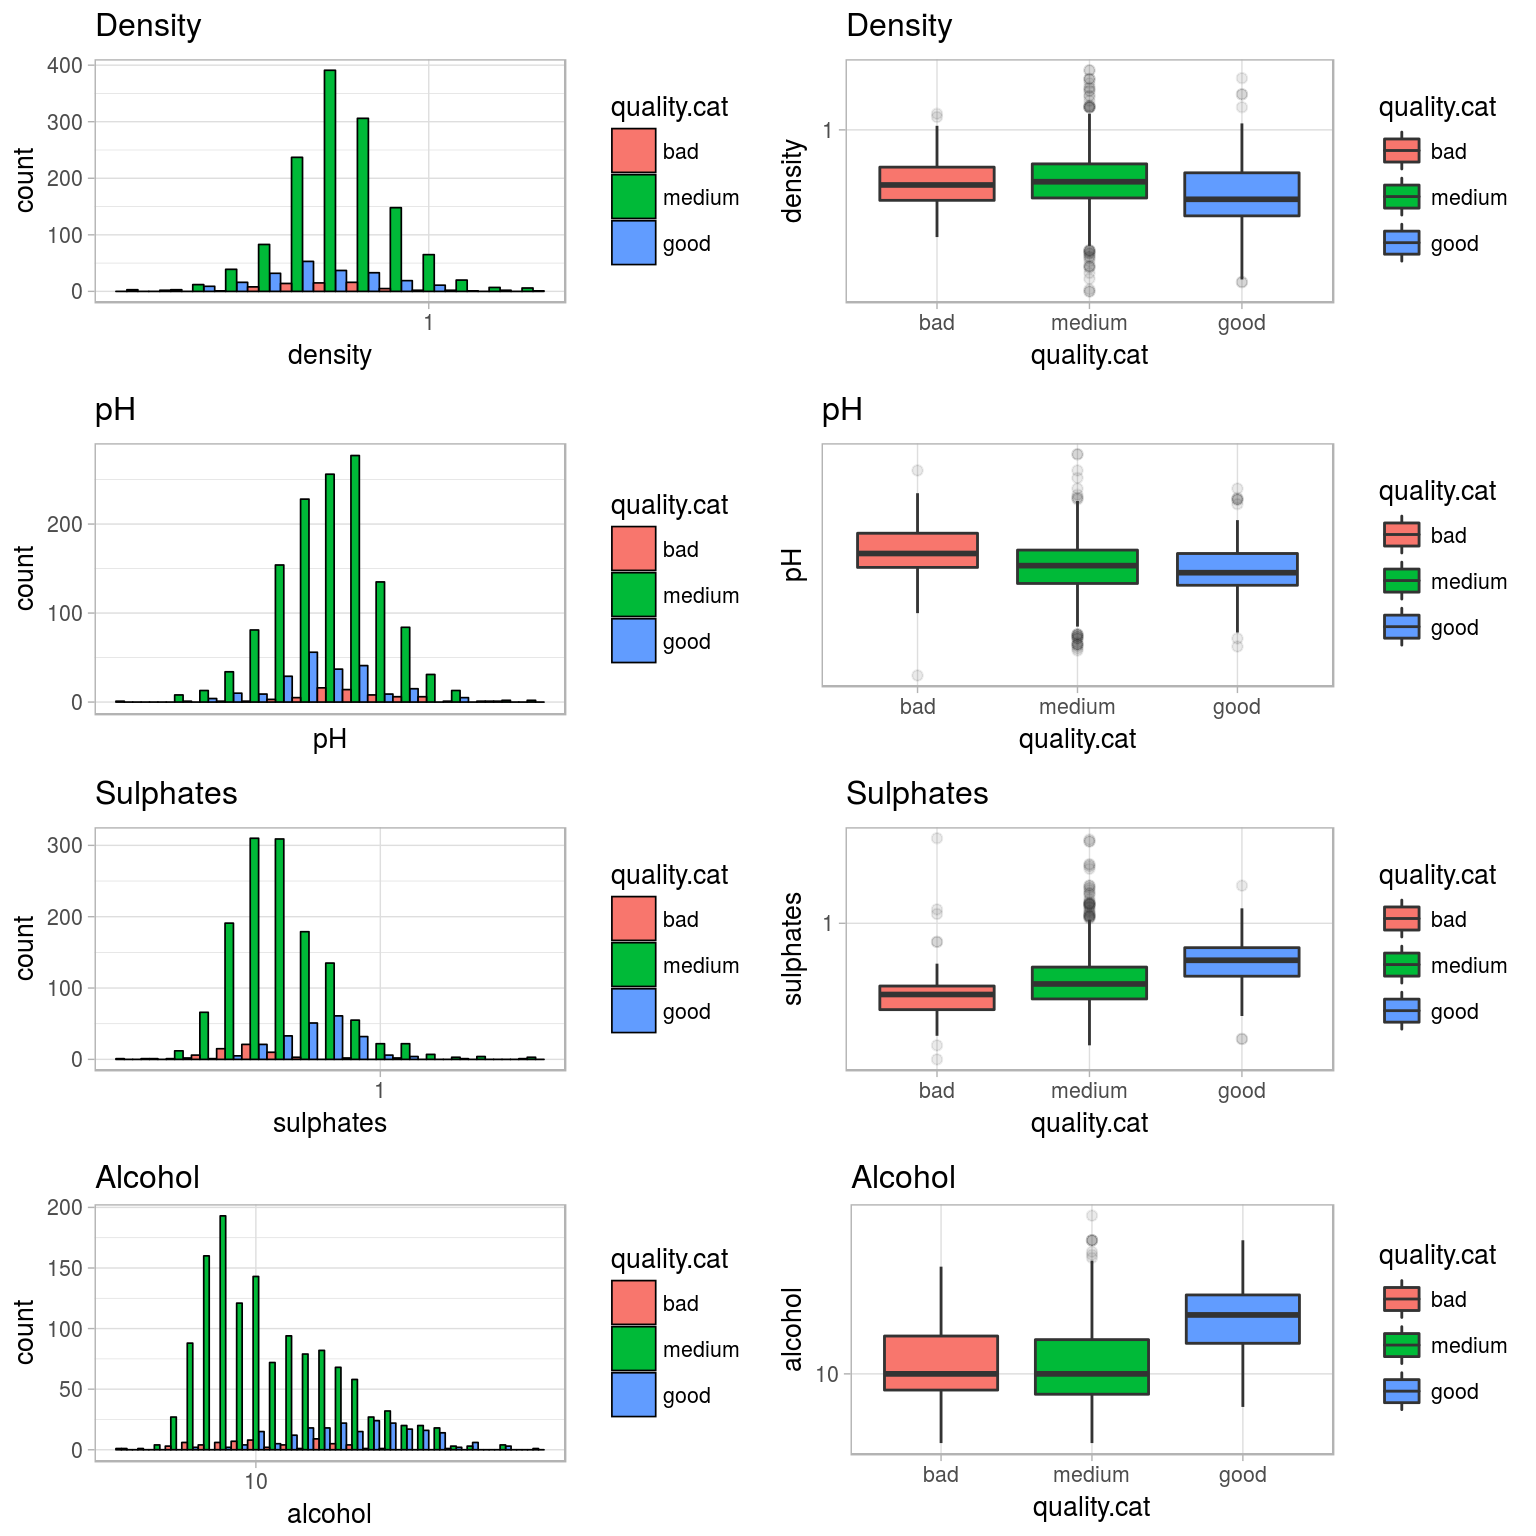 Density
count
400
300
200
100
0
1
density
quality.cat
bad
medium
good
Density
density
1
bad
medium
good
quality.cat
quality.cat
bad
medium
good
pH
count
200
100
0
pH
quality.cat
bad
medium
good
pH
pH
bad
medium
good
quality.cat
quality.cat
bad
medium
good
Sulphates
count
300
200
100
0
1
sulphates
quality.cat
bad
medium
good
Sulphates
sulphates
1
bad
medium
good
quality.cat
quality.cat
bad
medium
good
Alcohol
count
200
150
100
50
0
10
alcohol
quality.cat
bad
medium
good
Alcohol
alcohol
10
bad
medium
good
quality.cat
quality.cat
bad
medium
good